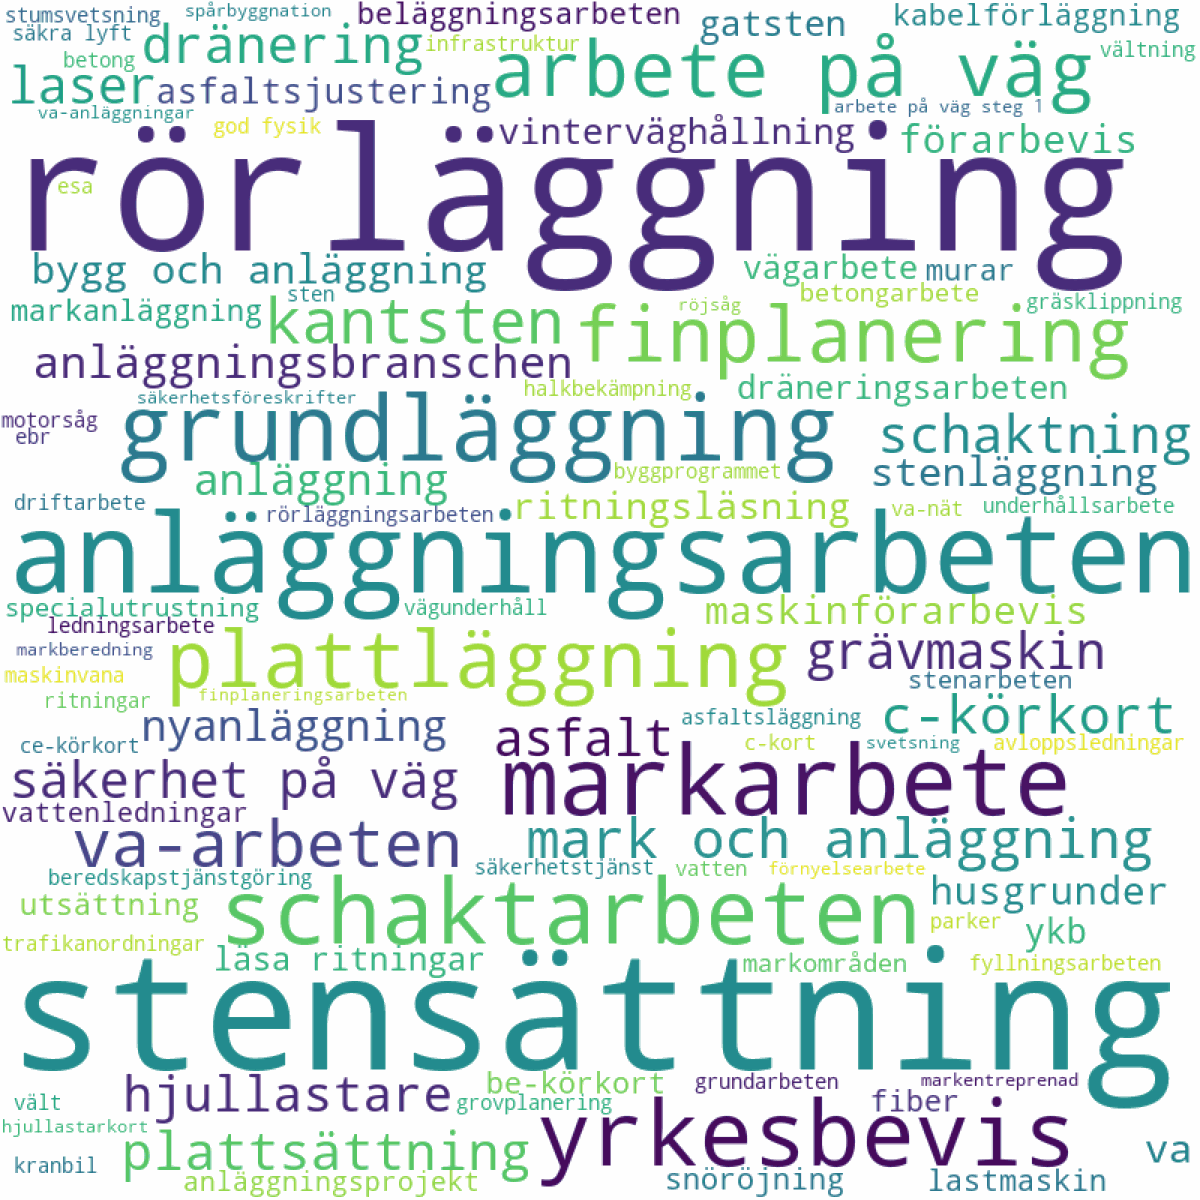 stumsvetsning
spårbyggnation
beläggningsarbeten
gatsten
kabelförläggning
säkra lyft
dränering
infrastruktur
arbete på väg
vältning
betong
laser
asfaltsjustering
arbete på väg steg 1
va-anläggningar
god fysik
vinterväghållning
förarbevis
rörläggning
esa
bygg och anläggning
vägarbete
murar
markanläggning
sten
kantsten
röjsåg
finplanering
betongarbete
gräsklippning
anläggningsbranschen
halkbekämpning
dräneringsarbeten
säkerhetsföreskrifter
motorsåg
ebr
grundläggning
schaktning
anläggning
byggprogrammet
stenläggning
driftarbete
rörläggningsarbeten
ritningsläsning
va-nät
underhållsarbete
anläggningsarbeten
specialutrustning
vägunderhåll
maskinförarbevis
ledningsarbete
markberedning
plattläggning
grävmaskin
maskinvana
stenarbeten
ritningar
finplaneringsarbeten
nyanläggning
asfaltsläggning
c-körkort
ce-körkort
asfalt
c-kort
svetsning
avloppsledningar
säkerhet på väg
markarbete
vattenledningar
va-arbeten
mark och anläggning
beredskapstjänstgöring
säkerhetstjänst
vatten
förnyelsearbete
husgrunder
utsättning
schaktarbeten
parker
ykb
trafikanordningar
läsa ritningar
markområden
fyllningsarbeten
stensättning
hjullastare
be-körkort
grundarbeten
markentreprenad
vält
grovplanering
fiber
hjullastarkort
yrkesbevis
kranbil
plattsättning
va
anläggningsprojekt
snöröjning
lastmaskin